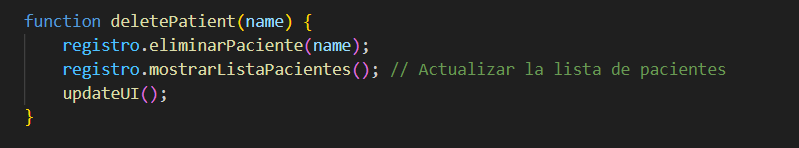 function deletePatient(name) {
    registro.eliminarPaciente(name);
    registro.mostrarListaPacientes(); // Actualizar la lista de pacientes
    updateUI();
}